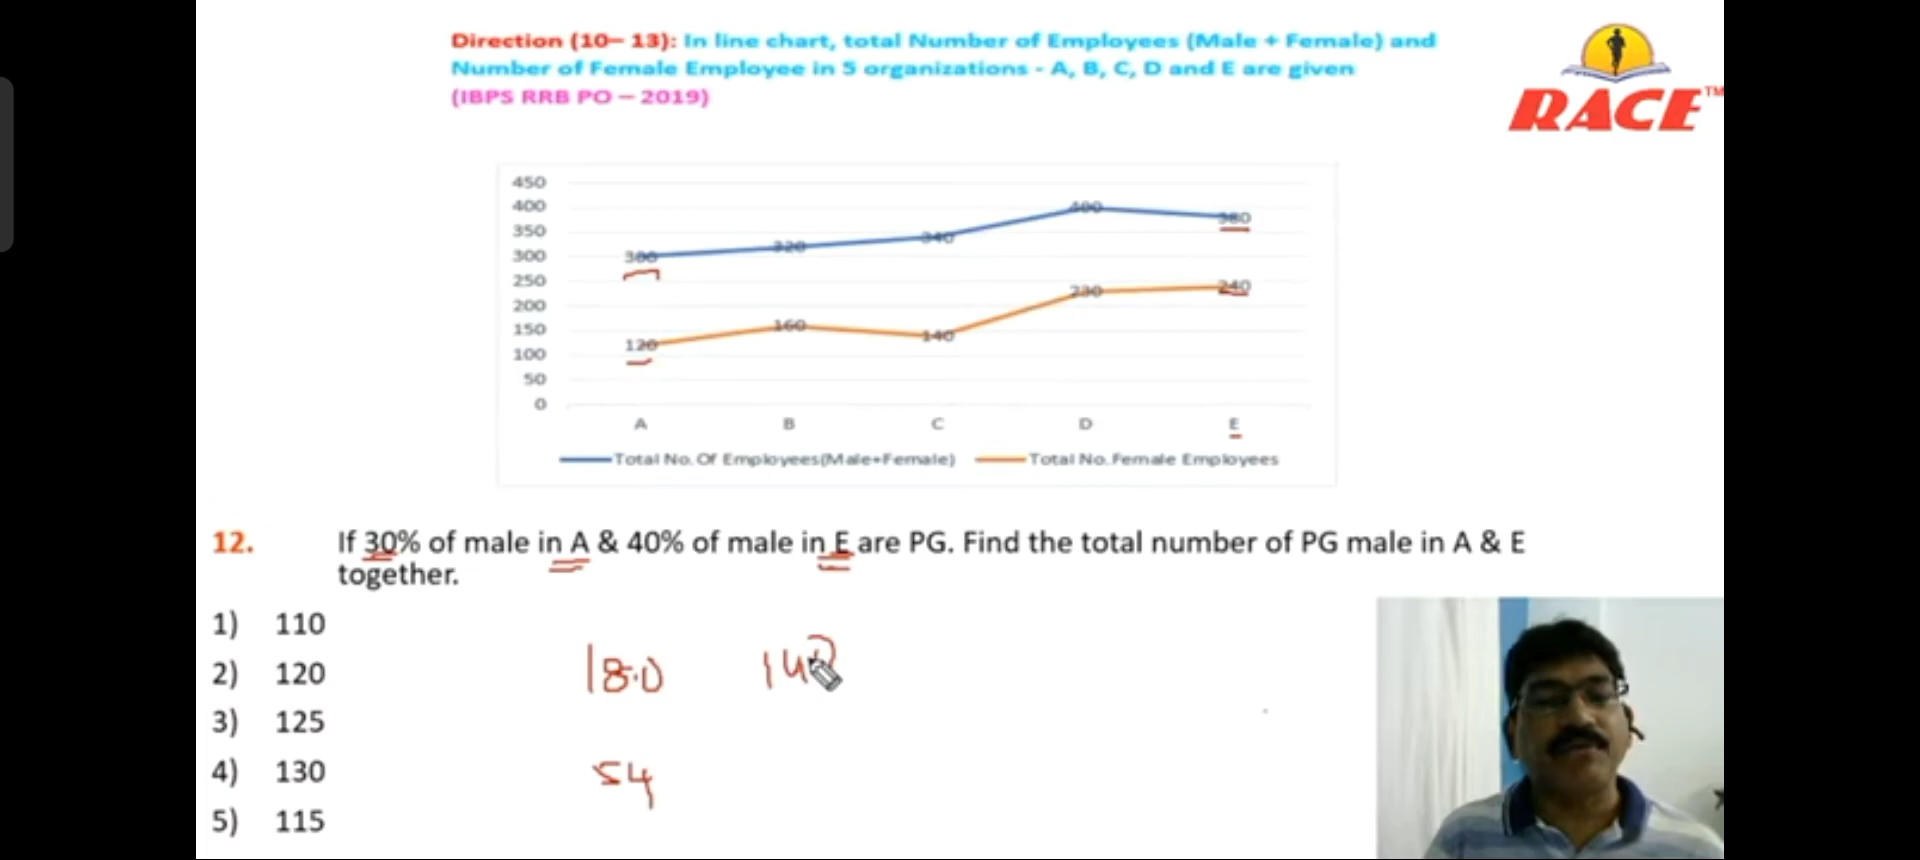 Direction (10– 13): In line chart, total Number of Employees (Male + Female) and
Number of Female Employee in 5 organizations - A, B, C, D and E are given
(IBPS RRB PO – 2019)
RACE™
450
400
350
300
250
200
150
100
50
0
300
320
340
400
380
120
160
140
230
240
A
B
C
D
E
Total No. Of Employees(Male+Female)
Total No. Female Employees
12. If 30% of male in A & 40% of male in E are PG. Find the total number of PG male in A & E
together.
1) 110
2) 120
3) 125
4) 130
5) 115
180
140
54